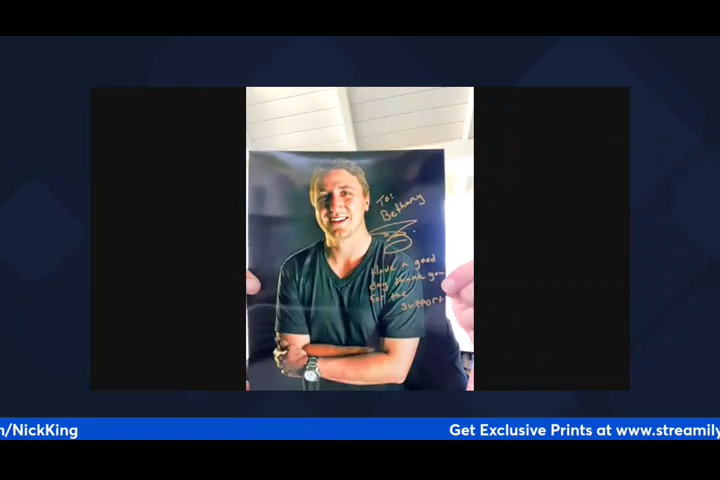 To:
Bethany
Have a good
day thank you
for the
support
n/NickKing
Get Exclusive Prints at www.streamily